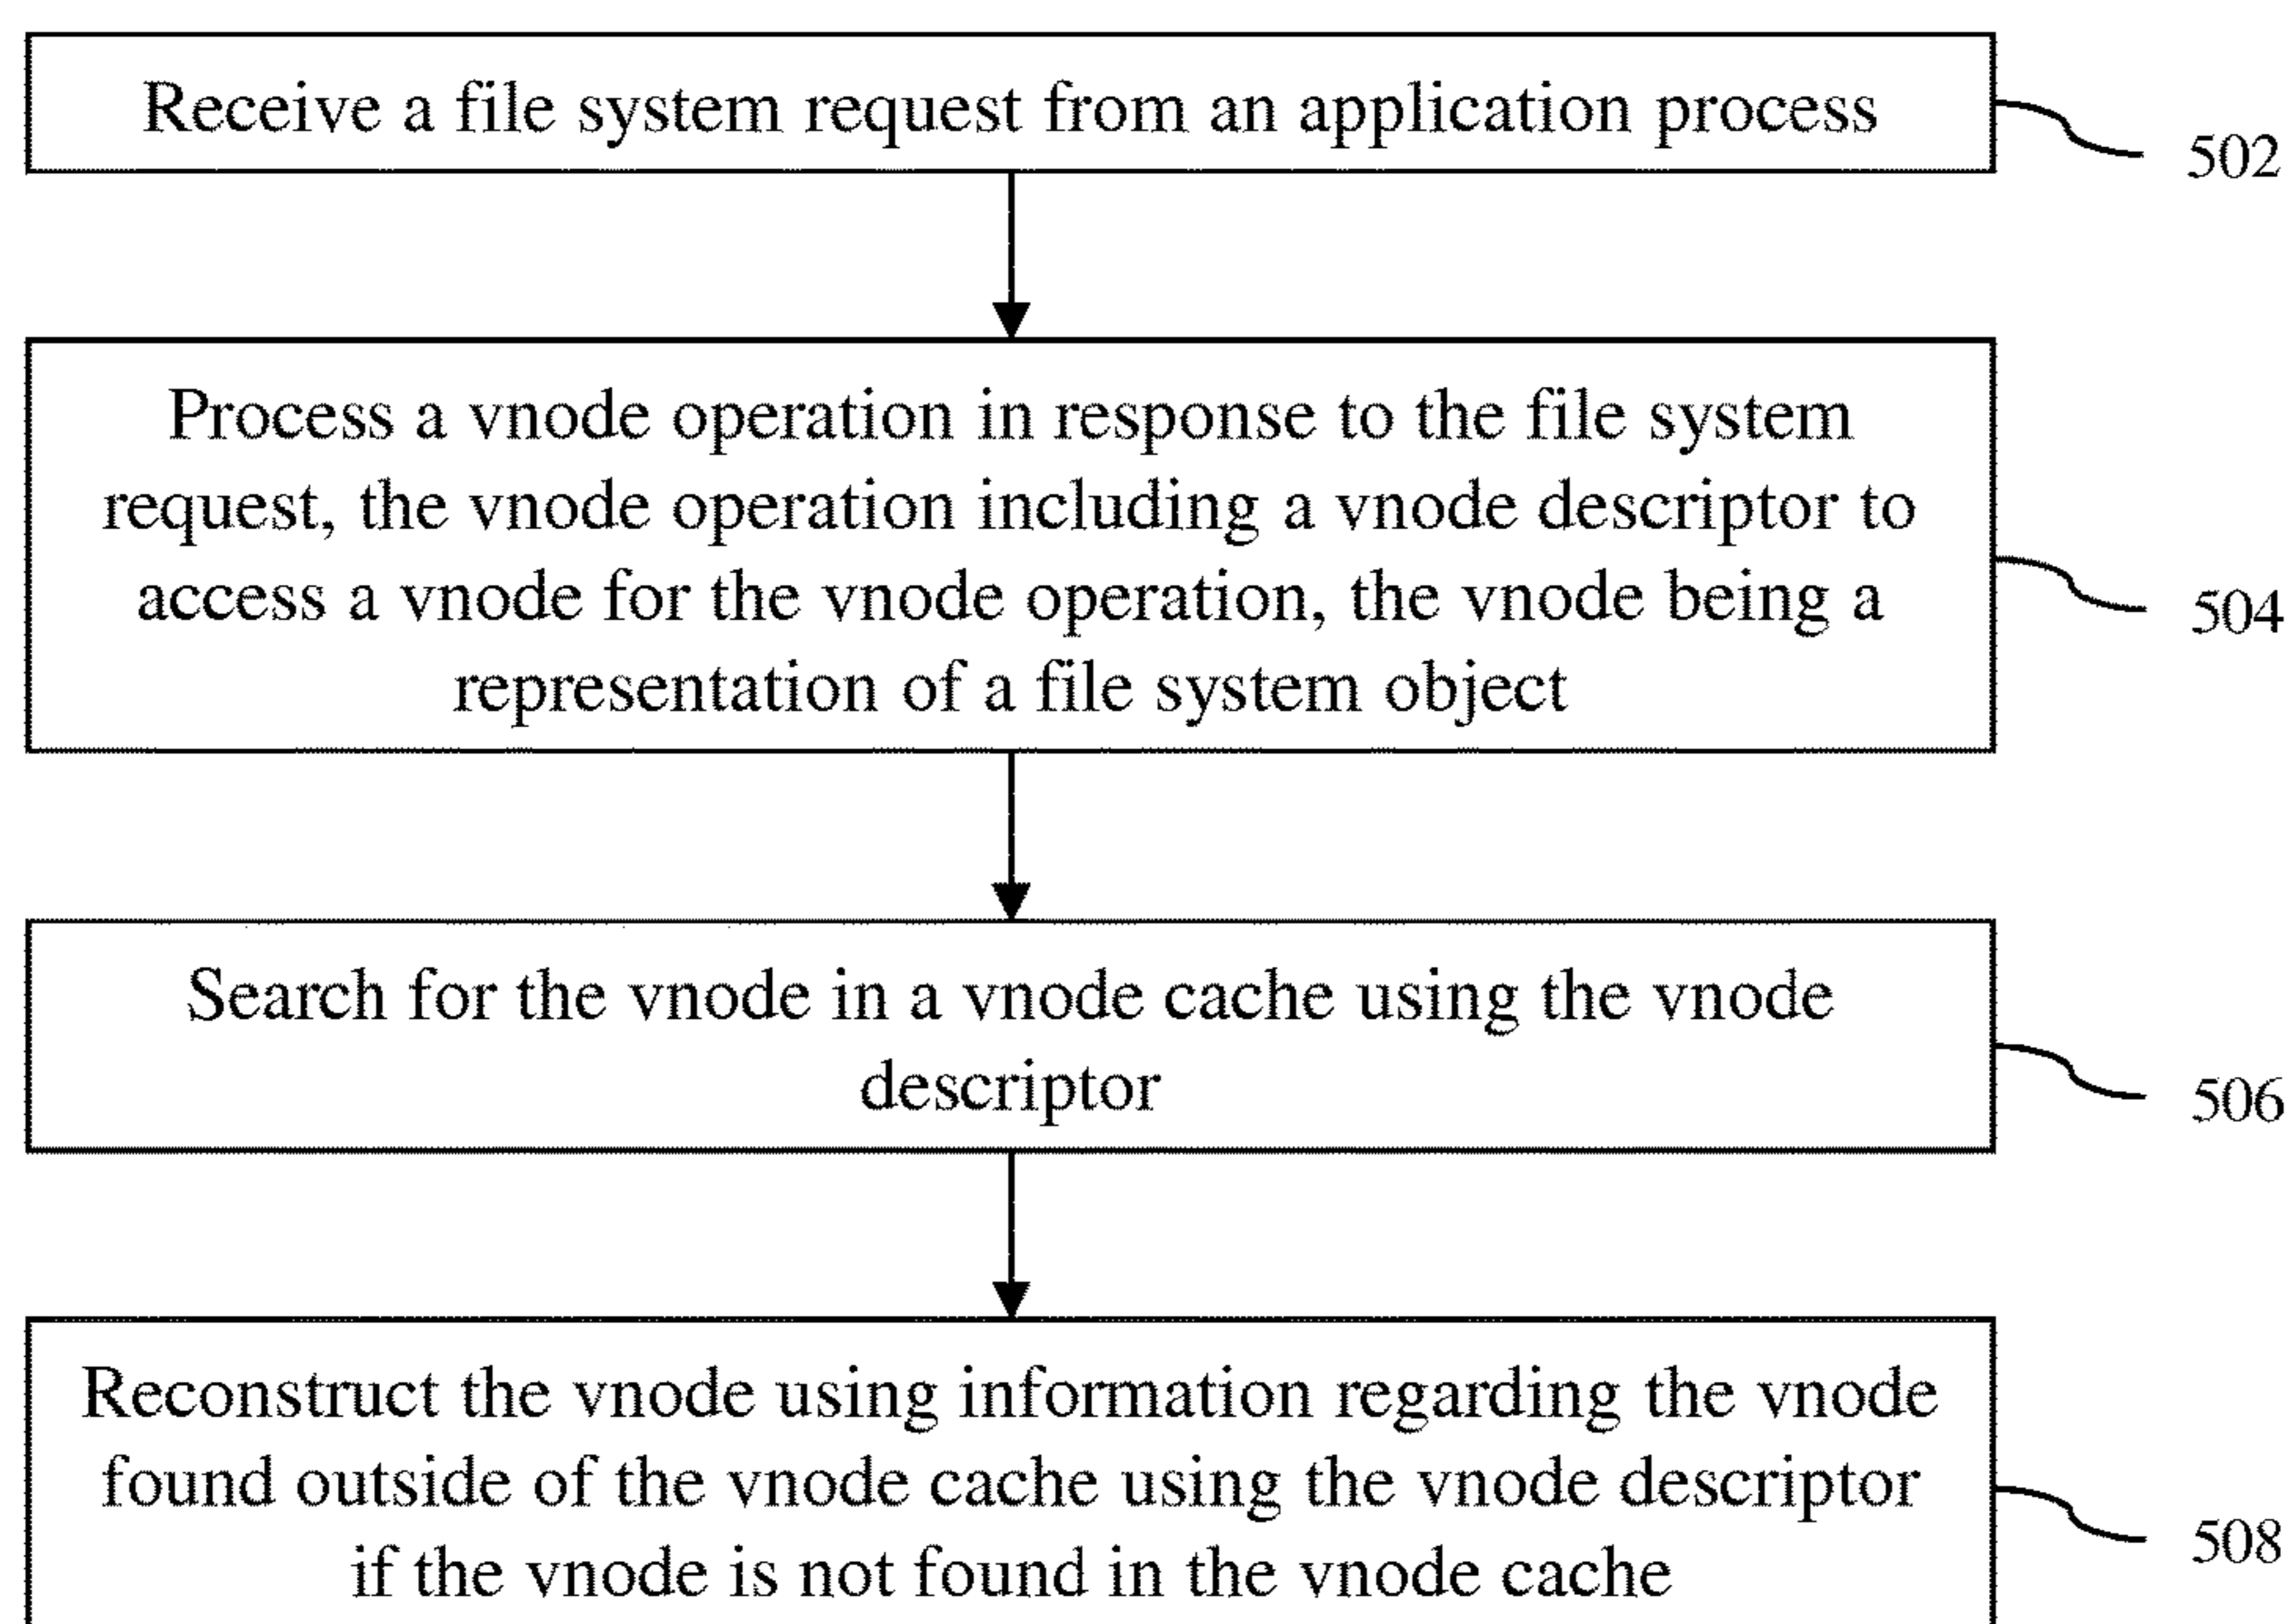 Receive a file system request from an application process
502
Process a vnode operation in response to the file system
request, the vnode operation including a vnode descriptor to
access a vnode for the vnode operation, the vnode being a
representation of a file system object
504
Search for the vnode in a vnode cache using the vnode
descriptor
506
Reconstruct the vnode using information regarding the vnode
found outside of the vnode cache using the vnode descriptor
if the vnode is not found in the vnode cache
508